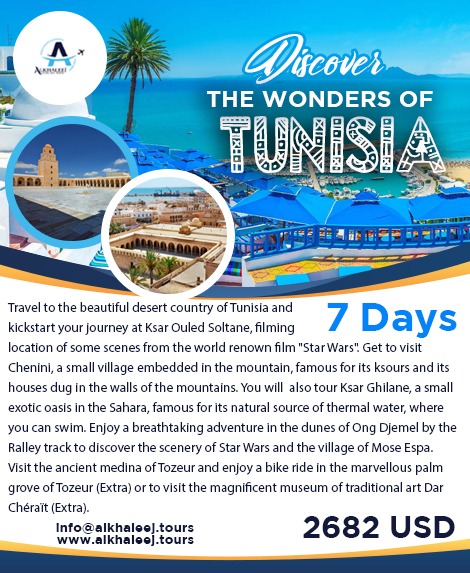 ALKHALEEJ
Discover
THE WONDERS OF
TUNISIA
7 Days
Travel to the beautiful desert country of Tunisia and
kickstart your journey at Ksar Ouled Soltane, filming
location of some scenes from the world renown film "Star Wars". Get to visit
Chenini, a small village embedded in the mountain, famous for its ksours and its
houses dug in the walls of the mountains. You will also tour Ksar Ghilane, a small
exotic oasis in the Sahara, famous for its natural source of thermal water, where
you can swim. Enjoy a breathtaking adventure in the dunes of Ong Djemel by the
Ralley track to discover the scenery of Star Wars and the village of Mose Espa.
Visit the ancient medina of Tozeur and enjoy a bike ride in the marvellous palm
grove of Tozeur (Extra) or to visit the magnificent museum of traditional art Dar
Chéraït (Extra).
Info@alkhaleej.tours
www.alkhaleej.tours
2682 USD